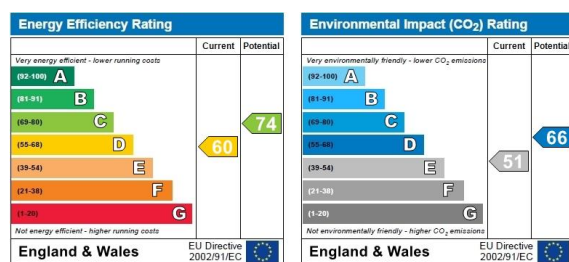 Energy Efficiency Rating
Current Potential
Very energy efficient - lower running costs
(92-100) A
(81-91) B
(69-80) C
(55-68) D
(39-54) E
(21-38) F
(1-20) G
74
60
Not energy efficient - higher running costs
England & Wales
EU Directive
2002/91/EC
Environmental Impact (CO2) Rating
Current Potential
Very environmentally friendly - lower CO2 emissions
(92-100) A
(81-91) B
(69-80) C
(55-68) D
(39-54) E
(21-38) F
(1-20) G
66
51
Not environmentally friendly - higher CO2 emissions
England & Wales
EU Directive
2002/91/EC